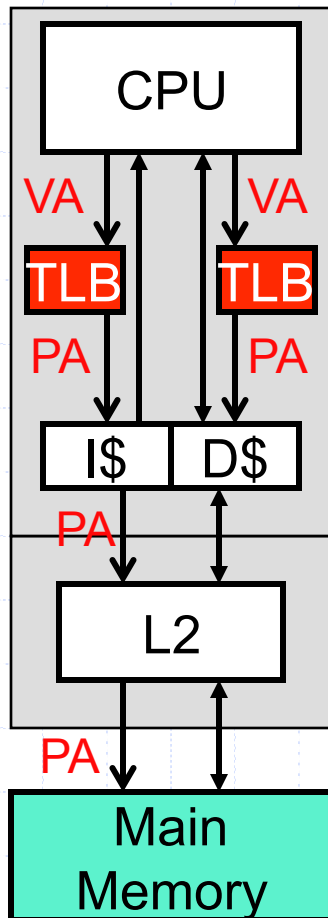 CPU
VA VA
TLB TLB
PA PA
I$ D$
PA
L2
PA
Main
Memory